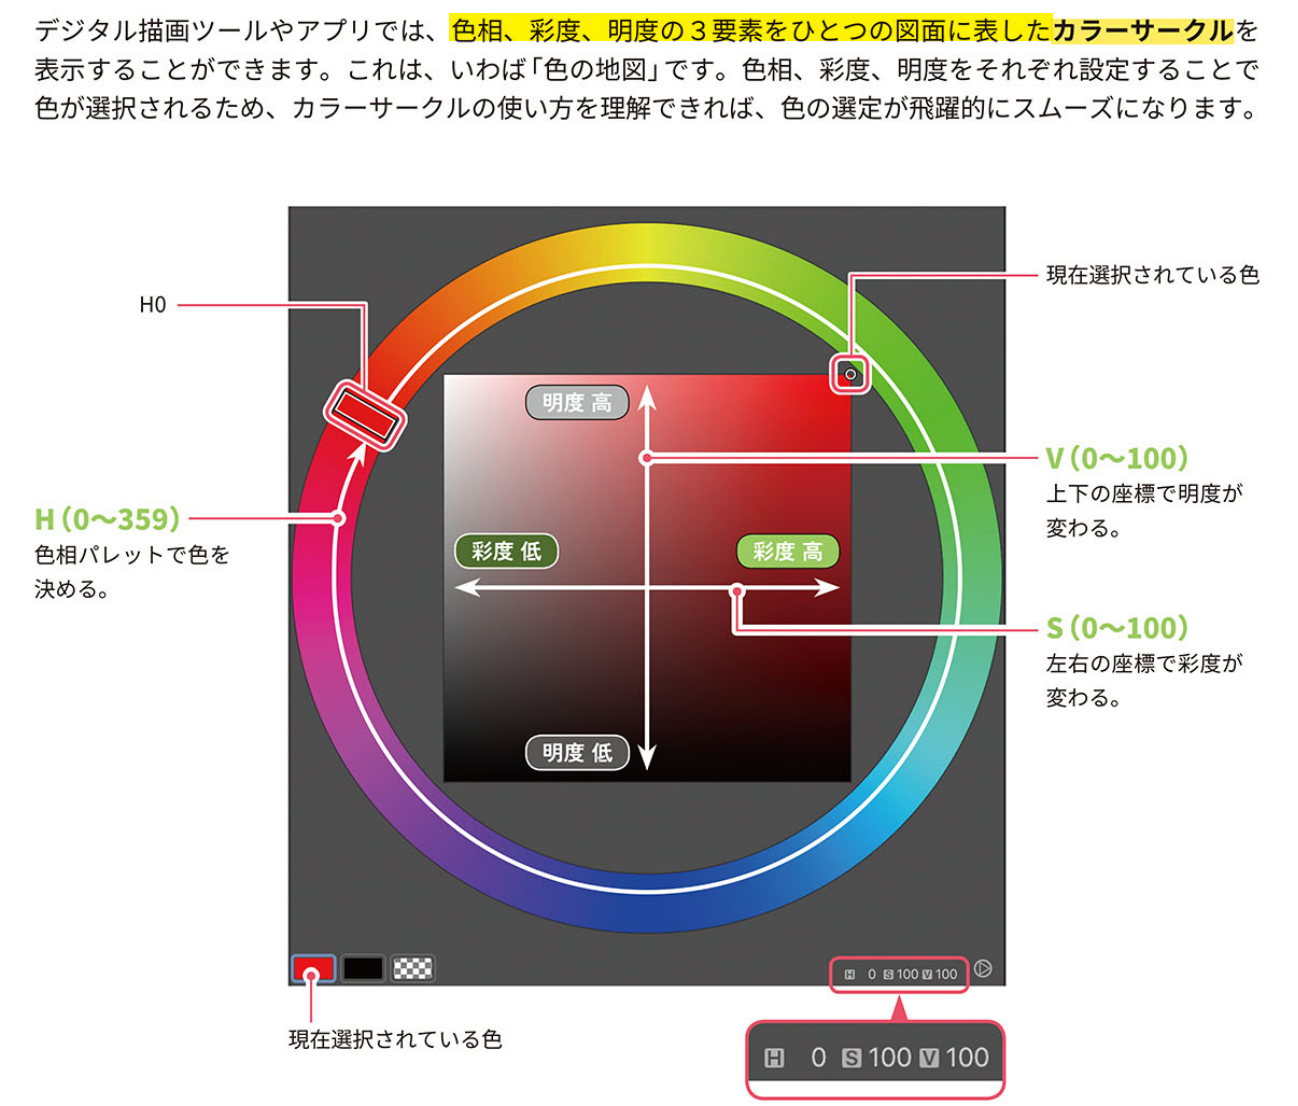 デジタル描画ツールやアプリでは、色相、彩度、明度の３要素をひとつの図面に表したカラーサークルを
表示することができます。これは、いわば「色の地図」です。色相、彩度、明度をそれぞれ設定することで
色が選択されるため、カラーサークルの使い方を理解できれば、色の選定が飛躍的にスムーズになります。
現在選択されている色
H0
明度 高
V（0〜100）
上下の座標で明度が
変わる。
H（0〜359）
色相パレットで色を
決める。
彩度 低
彩度 高
S（0〜100）
左右の座標で彩度が
変わる。
明度 低
H 0 S 100 V 100
現在選択されている色
H 0 S 100 V 100